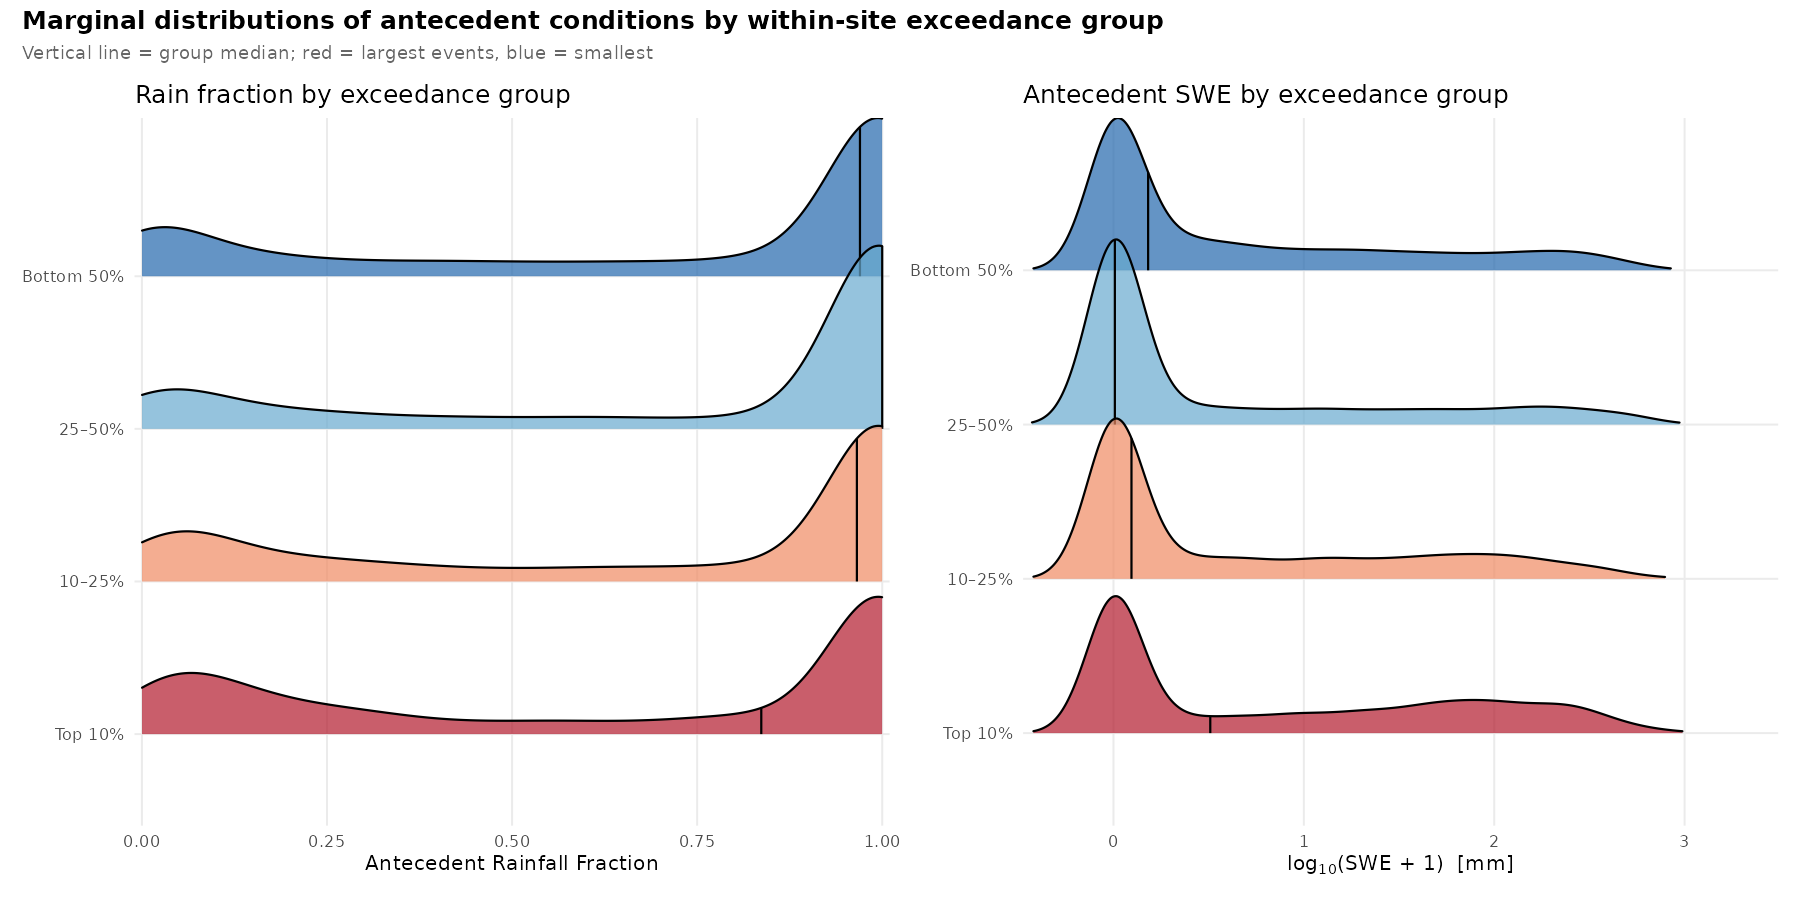 Marginal distributions of antecedent conditions by within-site exceedance group
Vertical line = group median; red = largest events, blue = smallest
Rain fraction by exceedance group
Bottom 50%
25–50%
10–25%
Top 10%
0.00 0.25 0.50 0.75 1.00
Antecedent Rainfall Fraction
Antecedent SWE by exceedance group
Bottom 50%
25–50%
10–25%
Top 10%
0 1 2 3
log₁₀(SWE + 1) [mm]